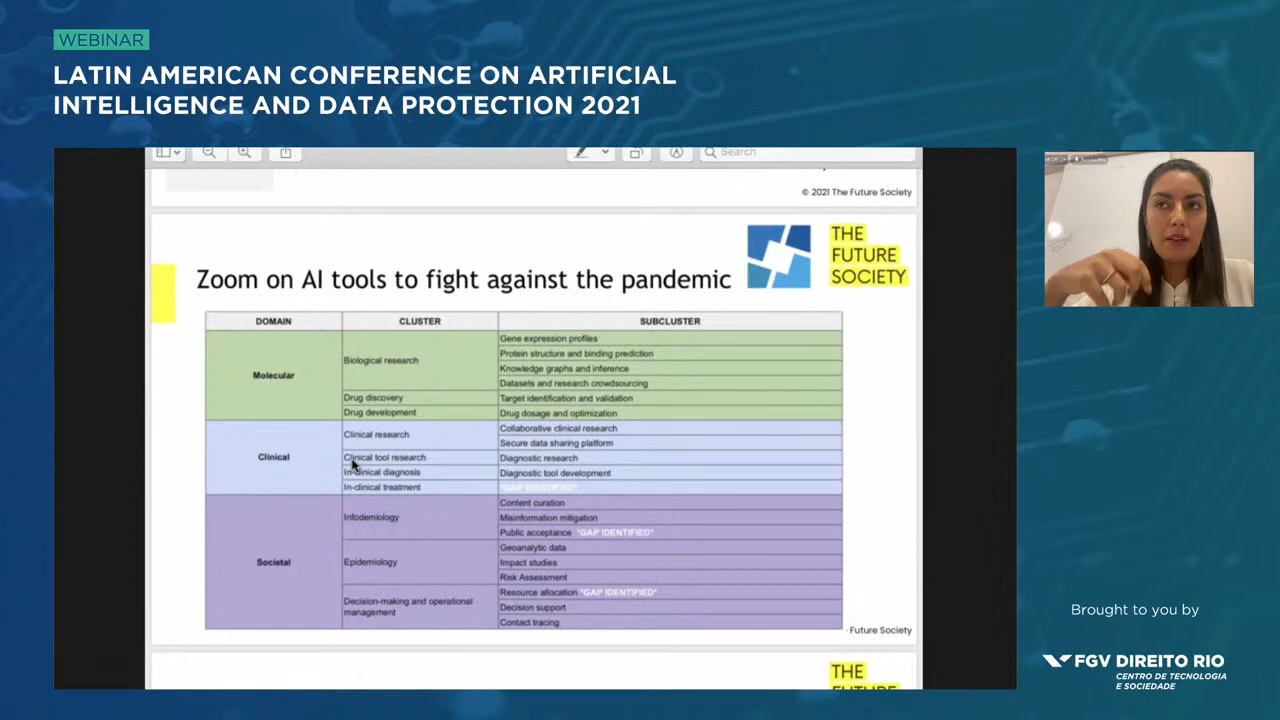 WEBINAR
LATIN AMERICAN CONFERENCE ON ARTIFICIAL
INTELLIGENCE AND DATA PROTECTION 2021
Search
© 2021 The Future Society
THE
FUTURE
SOCIETY
Zoom on AI tools to fight against the pandemic
DOMAIN CLUSTER SUBCLUSTER
Molecular
Biological research
Gene expression profiles
Protein structure and binding prediction
Knowledge graphs and inference
Datasets and research crowdsourcing
Drug discovery Target identification and validation
Drug development Drug dosage and optimization
Clinical
Clinical research
Collaborative clinical research
Secure data sharing platform
Clinical tool research Diagnostic research
In-clinical diagnosis Diagnostic tool development
In-clinical treatment *GAP IDENTIFIED*
Societal
Infodemiology
Content curation
Misinformation mitigation
Public acceptance *GAP IDENTIFIED*
Epidemiology
Geoanalytic data
Impact studies
Risk Assessment
Decision-making and operational
management
Resource allocation *GAP IDENTIFIED*
Decision support
Contact tracing
Future Society
THE
FUTURE
Brought to you by
FGV DIREITO RIO
CENTRO DE TECNOLOGIA
E SOCIEDADE